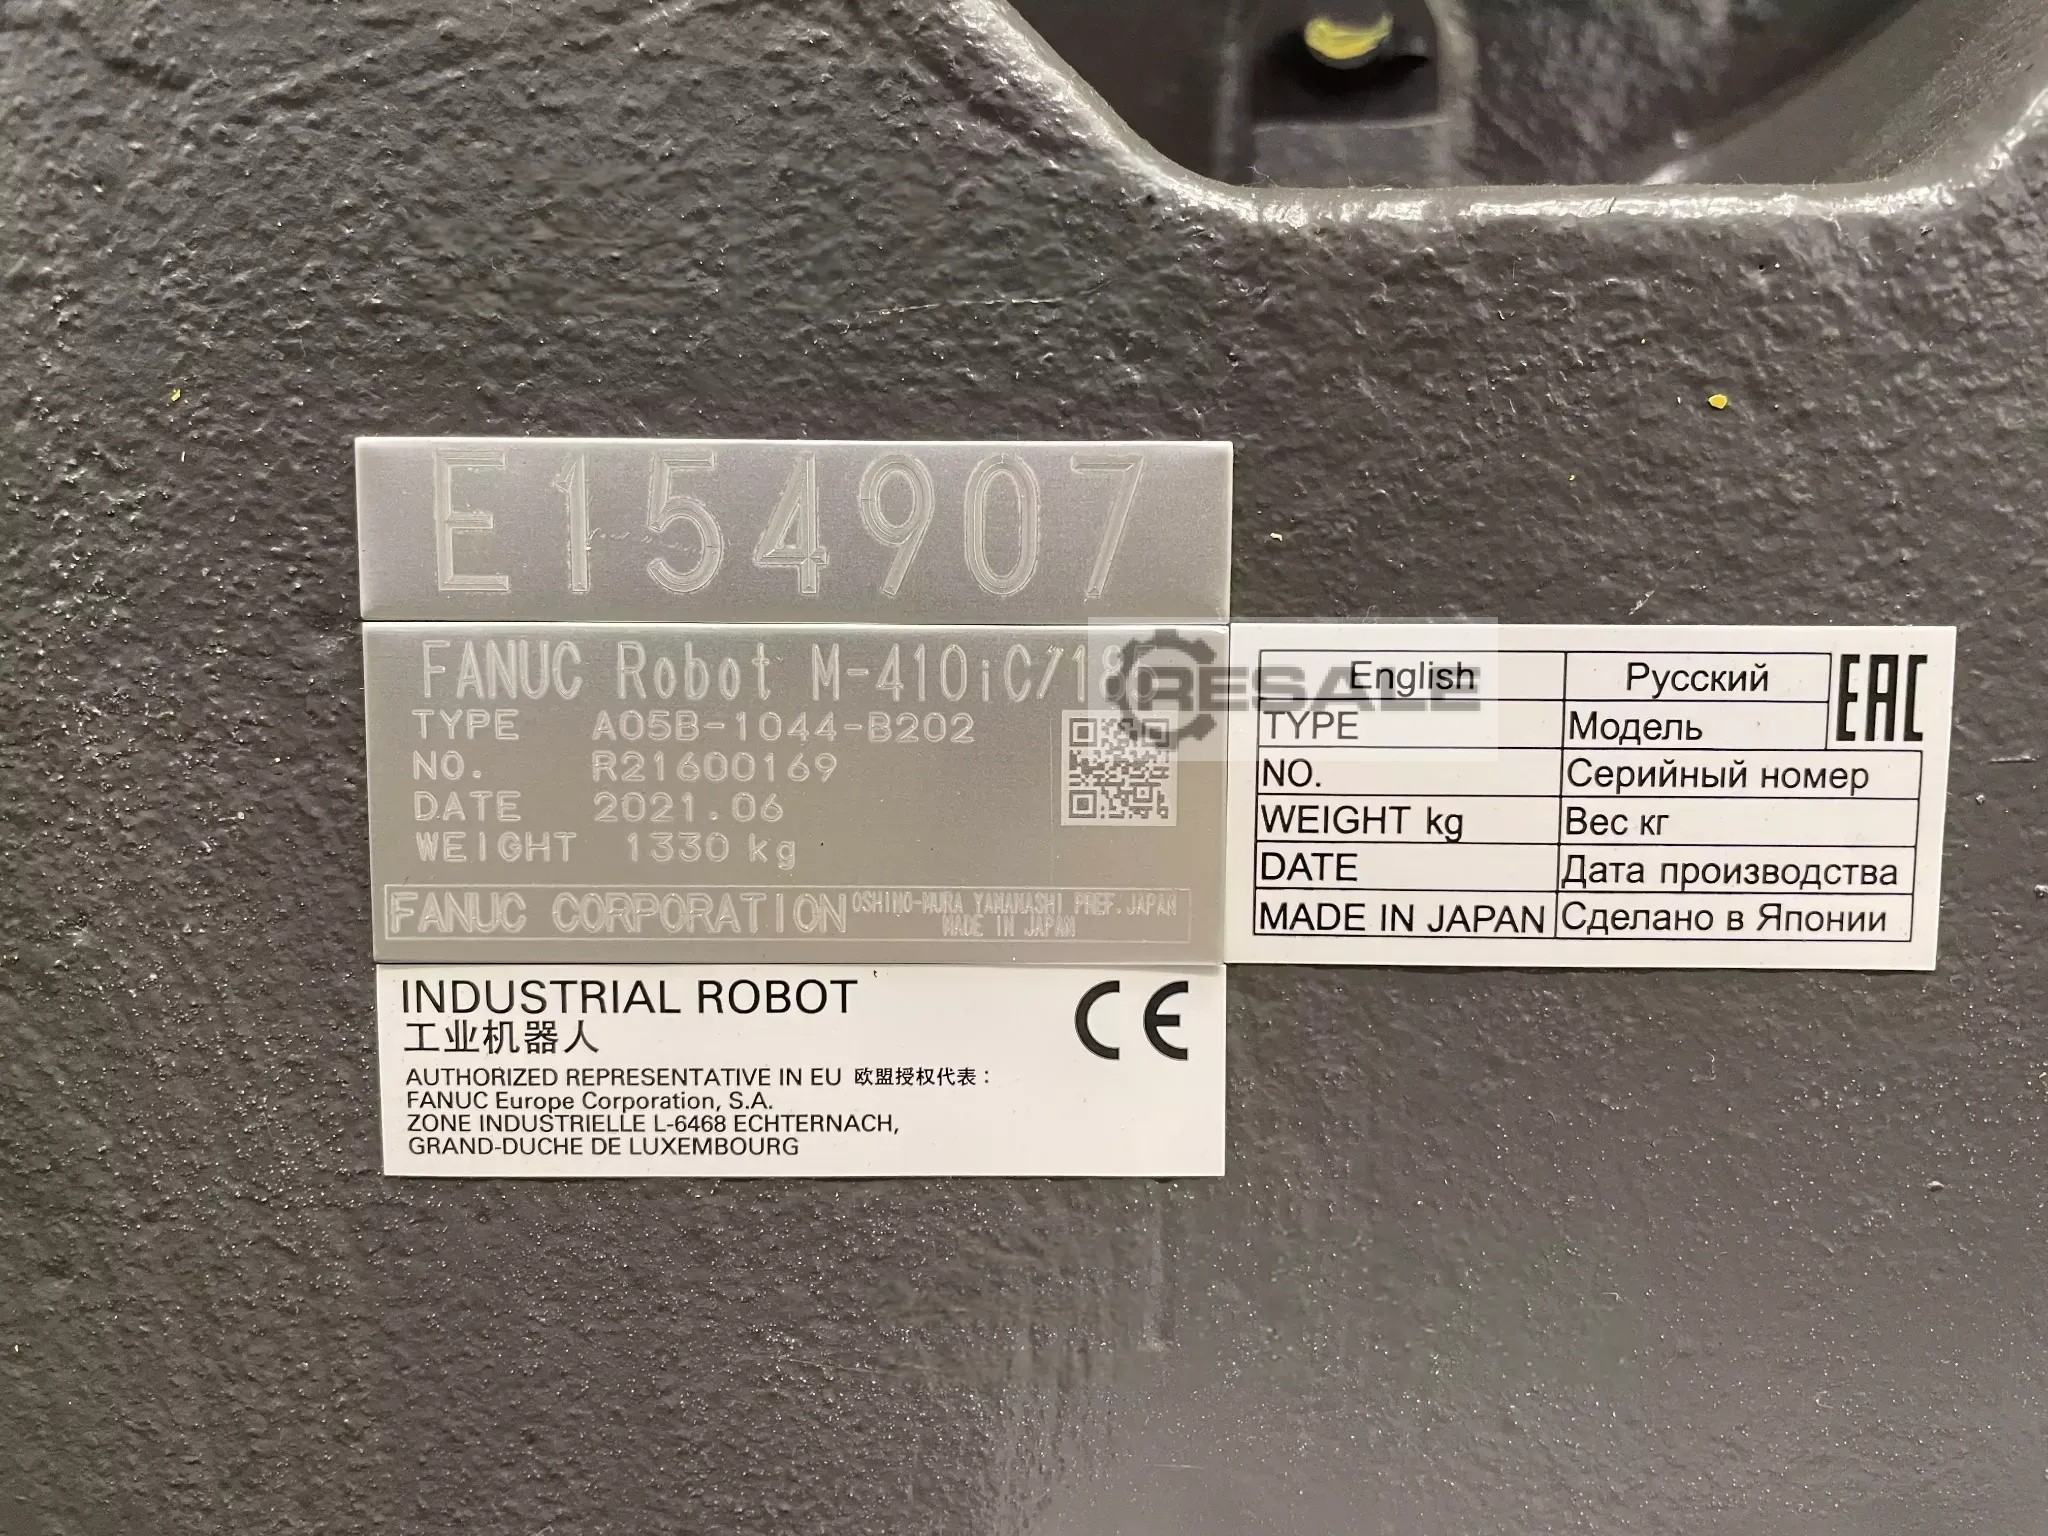 E154907
FANUC Robot M-410iC/185
TYPE A05B-1044-B202
NO. R21600169
DATE 2021.06
WEIGHT 1330 kg
FANUC CORPORATION OSHINO-MURA YAMANASHI PREF. JAPAN
MADE IN JAPAN
INDUSTRIAL ROBOT
工业机器人
CE
AUTHORIZED REPRESENTATIVE IN EU 欧盟授权代表：
FANUC Europe Corporation, S.A.
ZONE INDUSTRIELLE L-6468 ECHTERNACH,
GRAND-DUCHE DE LUXEMBOURG
RESALE
English Русский EAC
TYPE Модель
NO. Серийный номер
WEIGHT kg Вес кг
DATE Дата производства
MADE IN JAPAN Сделано в Японии